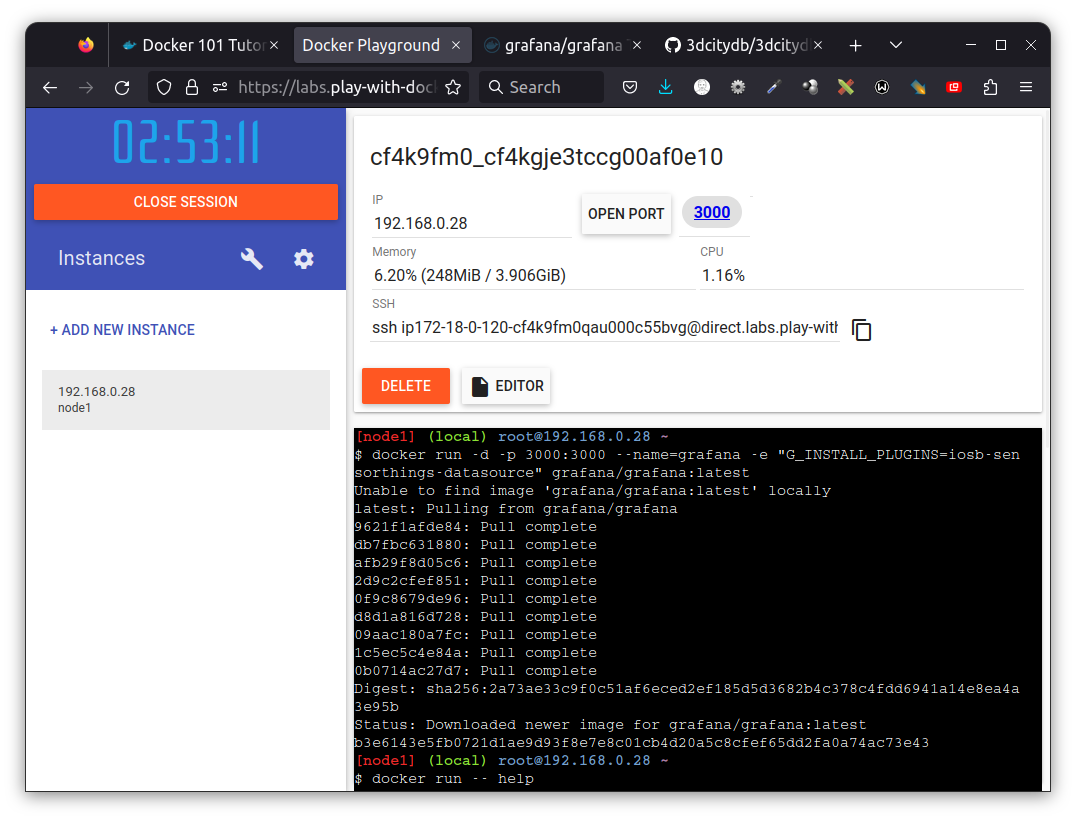 Docker 101 Tutor
Docker Playground
grafana/grafana
3dcitydb/3dcityd
https://labs.play-with-doc
Search
02:53:11
CLOSE SESSION
Instances
+ ADD NEW INSTANCE
192.168.0.28
node1
cf4k9fm0_cf4kgje3tccg00af0e10
IP
192.168.0.28
OPEN PORT
3000
Memory
6.20% (248MiB / 3.906GiB)
CPU
1.16%
SSH
ssh ip172-18-0-120-cf4k9fm0qau000c55bvg@direct.labs.play-with
DELETE
EDITOR
[node1] (local) root@192.168.0.28 ~
$ docker run -d -p 3000:3000 --name=grafana -e "G_INSTALL_PLUGINS=iosb-sen
sorthings-datasource" grafana/grafana:latest
Unable to find image 'grafana/grafana:latest' locally
latest: Pulling from grafana/grafana
9621f1afde84: Pull complete
db7fbc631880: Pull complete
afb29f8d05c6: Pull complete
2d9c2cfef851: Pull complete
0f9c8679de96: Pull complete
d8d1a816d728: Pull complete
09aac180a7fc: Pull complete
1c5ec5c4e84a: Pull complete
0b0714ac27d7: Pull complete
Digest: sha256:2a73ae33c9f0c51af6eced2ef185d5d3682b4c378c4fdd6941a14e8ea4a
3e95b
Status: Downloaded newer image for grafana/grafana:latest
b3e6143e5fb0721d1ae9d93f8e7e8c01cb4d20a5c8cfef65dd2fa0a74ac73e43
[node1] (local) root@192.168.0.28 ~
$ docker run -- help